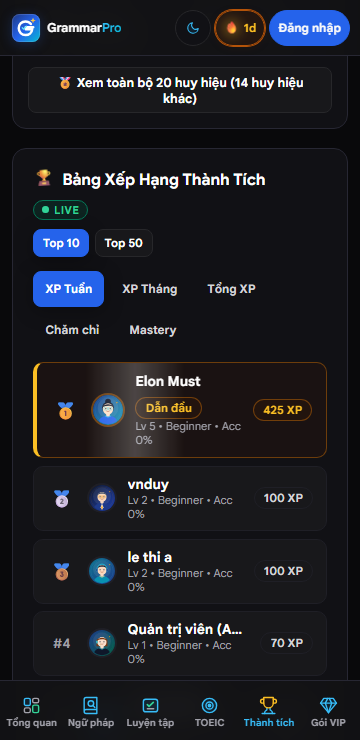 GrammarPro
1d
Đăng nhập
Xem toàn bộ 20 huy hiệu (14 huy hiệu
khác)
Bảng Xếp Hạng Thành Tích
LIVE
Top 10
Top 50
XP Tuần
XP Tháng
Tổng XP
Chăm chỉ
Mastery
1
Elon Must
Dẫn đầu
Lv 5 • Beginner • Acc
0%
425 XP
2
vnduy
Lv 2 • Beginner • Acc
0%
100 XP
3
le thi a
Lv 2 • Beginner • Acc
0%
100 XP
#4
Quản trị viên (A...
Lv 1 • Beginner • Acc
0%
70 XP
Tổng quan
Ngữ pháp
Luyện tập
TOEIC
Thành tích
Gói VIP